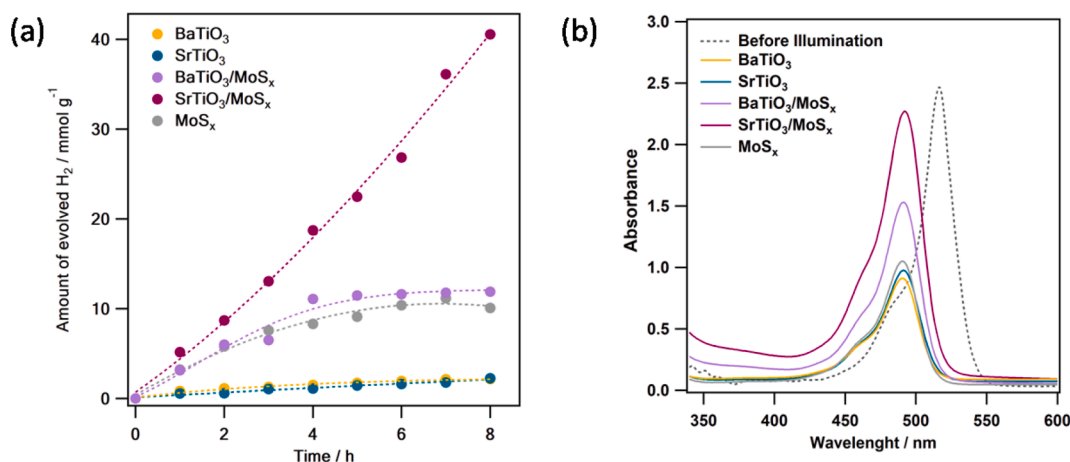 (a)
Amount of evolved H₂ / mmol g⁻¹
40
30
20
10
0
BaTiO₃
SrTiO₃
BaTiO₃/MoSₓ
SrTiO₃/MoSₓ
MoSₓ
0 2 4 6 8
Time / h
(b)
Absorbance
3.0
2.5
2.0
1.5
1.0
0.5
0.0
Before Illumination
BaTiO₃
SrTiO₃
BaTiO₃/MoSₓ
SrTiO₃/MoSₓ
MoSₓ
350 400 450 500 550 600
Wavelenght / nm